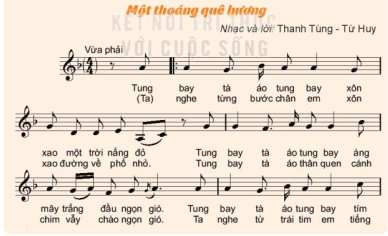 Một thoáng quê hương
KẾT NỐI TRI THỨC
VỚI CUỘC SỐNG
Nhạc và lời: Thanh Tùng - Từ Huy
Vừa phải
Tung bay tà áo tung bay xôn
(Ta) nghe từng bước chân em xôn
xao một trời nắng đỏ Tung bay tà áo tung bay áng
xao đường về phố nhỏ. Tung bay tà áo thân quen cánh
mây trắng đầu ngọn gió. Tung bay tà áo tung bay tím
chim vẫy chào ngọn gió. Ta nghe từ trái tim em tiếng